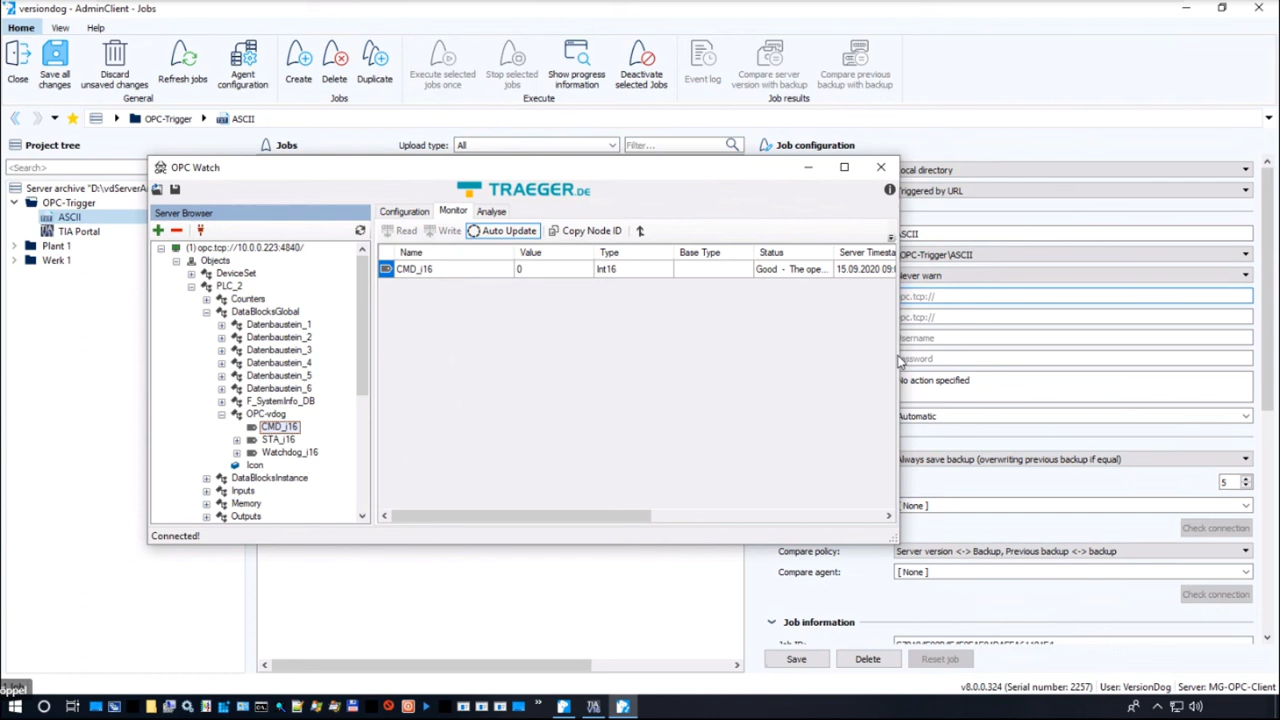 versiondog - AdminClient - Jobs
Home View Help
Close
Save all changes
Discard unsaved changes
Refresh jobs
Agent configuration
Create
Delete
Duplicate
Execute selected jobs once
Stop selected jobs
Show progress information
Deactivate selected Jobs
Event log
Compare server version with backup
Compare previous backup with backup
General
Jobs
Execute
Job results
OPC-Trigger ASCII
Project tree
<Search>
Server archive "D:\vdServerA
OPC-Trigger
ASCII
TIA Portal
Plant 1
Werk 1
Jobs
Upload type: All
Filter...
Job configuration
OPC Watch
TRAEGER.DE
Server Browser
Configuration Monitor Analyse
Read Write Auto Update Copy Node ID
(1) opc.tcp://10.0.0.223:4840/
Objects
DeviceSet
PLC_2
Counters
DataBlocksGlobal
Datenbaustein_1
Datenbaustein_2
Datenbaustein_3
Datenbaustein_4
Datenbaustein_5
Datenbaustein_6
F_SystemInfo_DB
OPC-vdog
CMD_i16
STA_i16
Watchdog_i16
Icon
DataBlocksInstance
Inputs
Memory
Outputs
Name Value Type Base Type Status Server Timesta
CMD_i16 0 Int16 Good - The ope... 15.09.2020 09:
Connected!
ocal directory
riggered by URL
ASCII
OPC-Trigger\ASCII
Never warn
opc.tcp://
opc.tcp://
Username
Password
No action specified
Automatic
Always save backup (overwriting previous backup if equal)
5
[None ]
Check connection
Compare policy: Server version <-> Backup, Previous backup <-> backup
Compare agent: [None ]
Check connection
Job information
Save Delete Reset job
öppel
v8.0.0.324 (Serial number: 2257) User: VersionDog Server: MG-OPC-Client